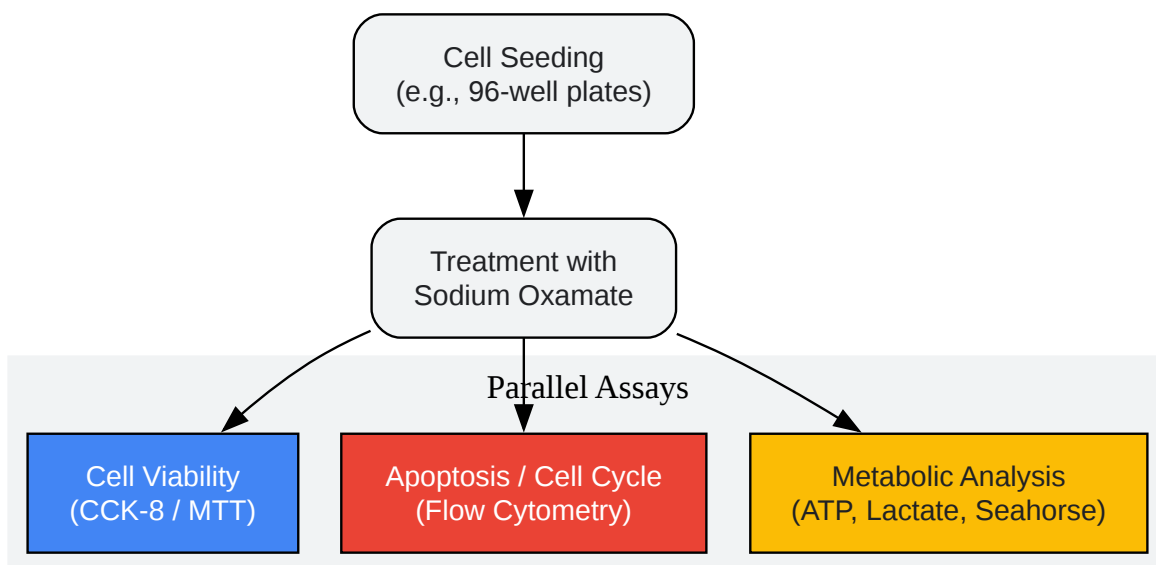 Cell Seeding
(e.g., 96-well plates)
Treatment with
Sodium Oxamate
Parallel Assays
Cell Viability
(CCK-8 / MTT)
Apoptosis / Cell Cycle
(Flow Cytometry)
Metabolic Analysis
(ATP, Lactate, Seahorse)